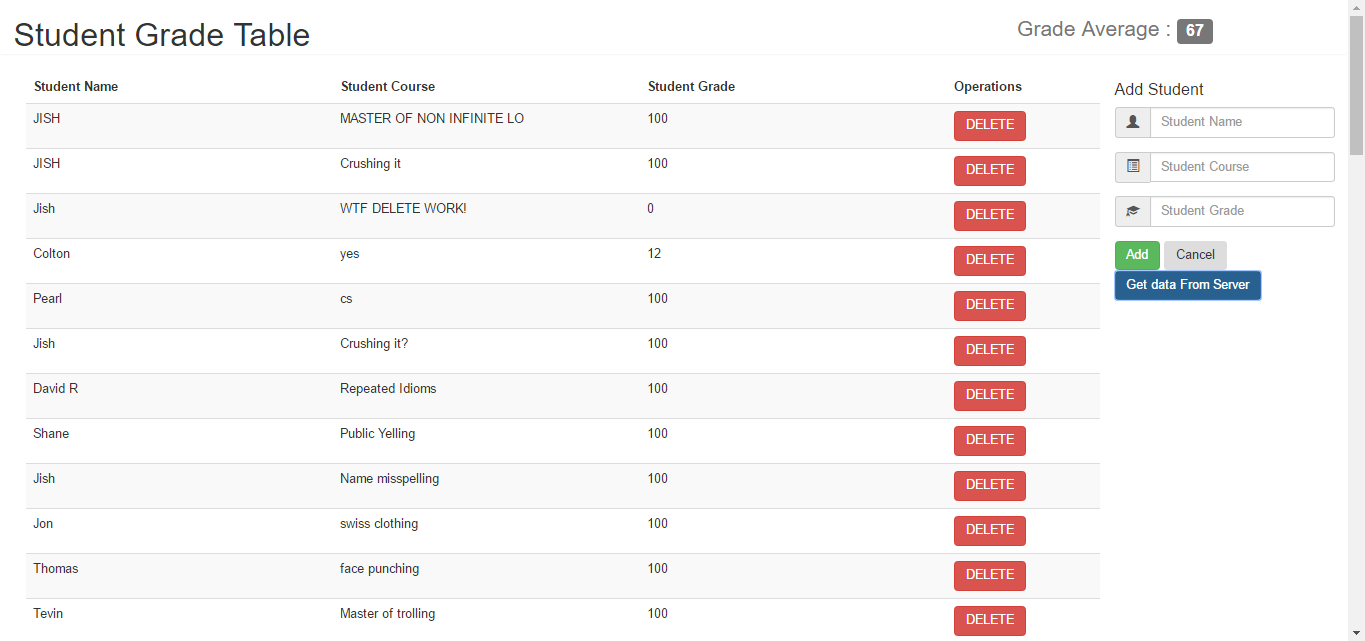 Student Grade Table
Grade Average : 67
Student Name Student Course Student Grade Operations
JISH MASTER OF NON INFINITE LO 100 DELETE
JISH Crushing it 100 DELETE
Jish WTF DELETE WORK! 0 DELETE
Colton yes 12 DELETE
Pearl cs 100 DELETE
Jish Crushing it? 100 DELETE
David R Repeated Idioms 100 DELETE
Shane Public Yelling 100 DELETE
Jish Name misspelling 100 DELETE
Jon swiss clothing 100 DELETE
Thomas face punching 100 DELETE
Tevin Master of trolling 100 DELETE
Add Student
Student Name
Student Course
Student Grade
Add Cancel
Get data From Server